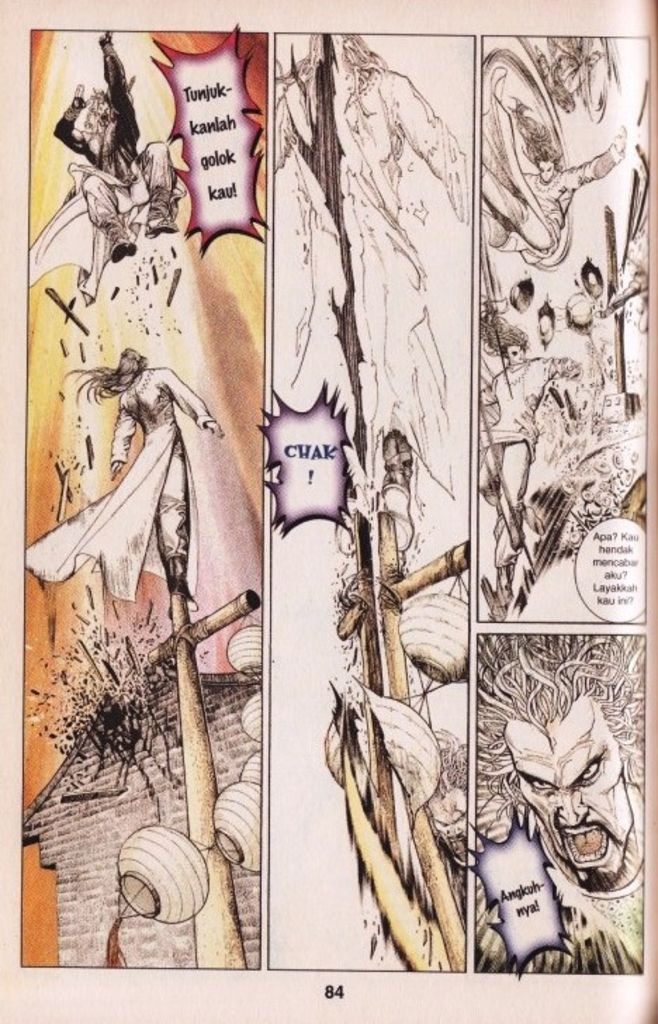 Tunjuk-
kanlah
golok
kau!
CHAK
!
Apa? Kau
hendak
mencabar
aku?
Layakkah
kau ini?
Angkuh-
nya!
84